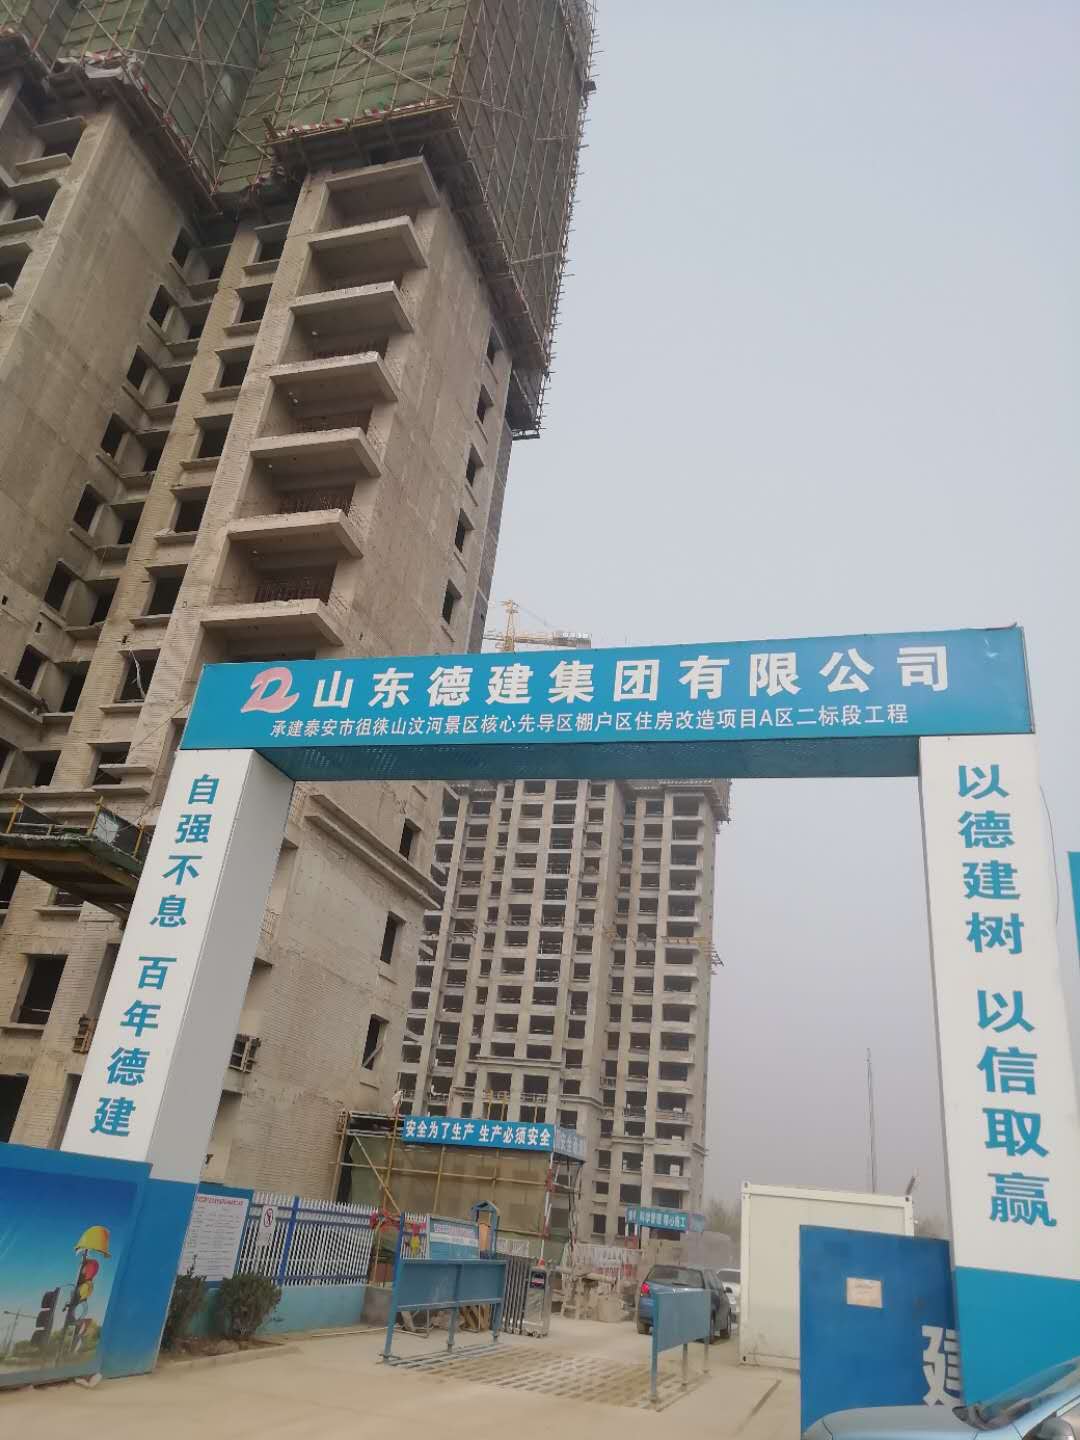 山东德建集团有限公司
承建泰安市徂徕山汶河景区核心先导区棚户区住房改造项目A区二标段工程
自强不息 百年德建
以德建树 以信取赢
安全为了生产 生产必须安全
建